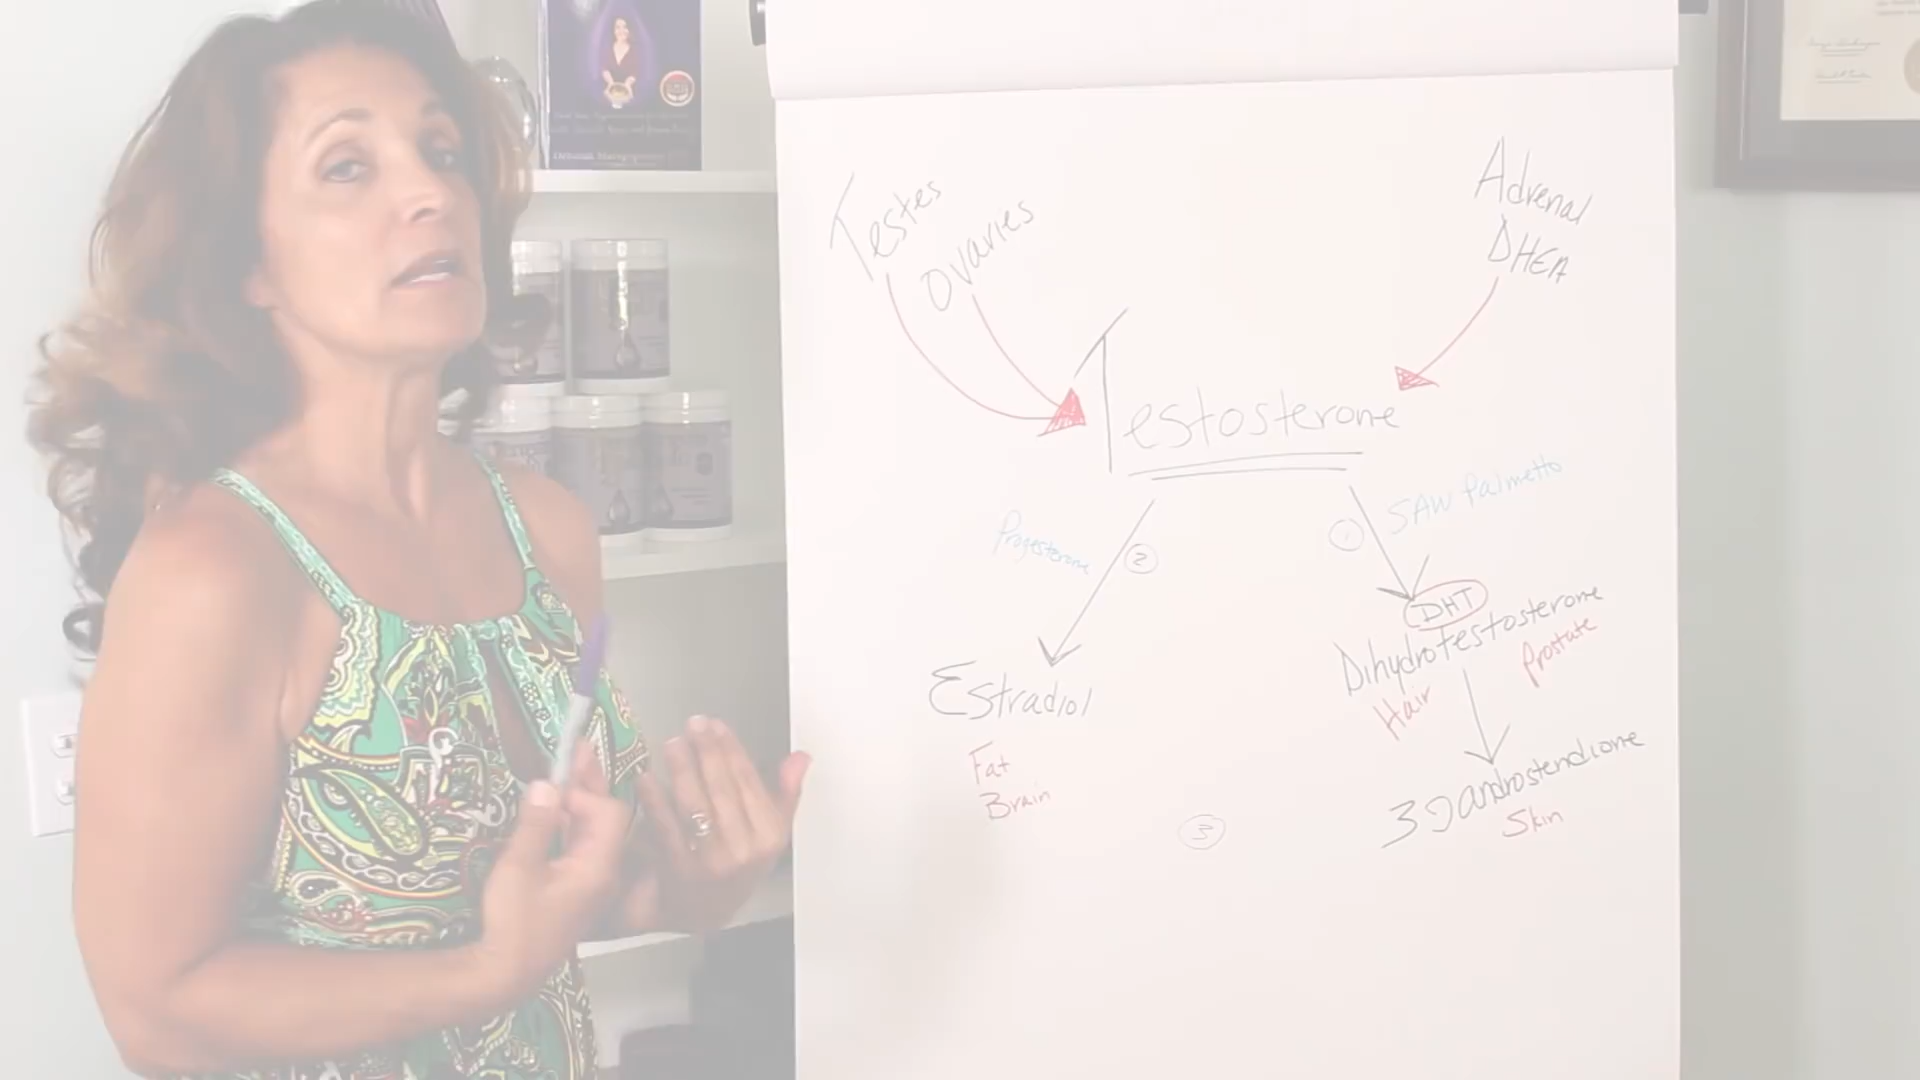 Testes
Ovaries
Adrenal
DHEA
Testosterone
Progesterone
2
1
SAW Palmetto
DHT
Dihydrotestosterone
Estradiol
Hair
Prostate
Fat
Brain
androstendione
Skin
3